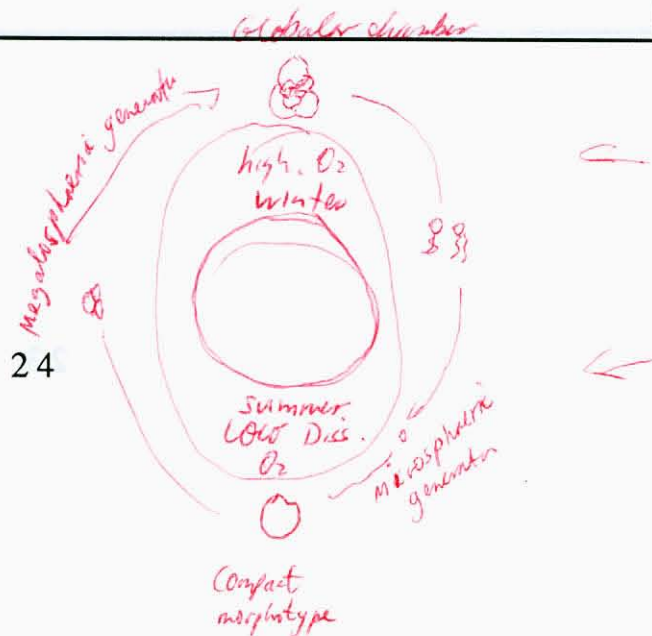 Globular chamber
Megalospheric generation
high O2
winter
24
summer
LOW Diss.
O2
Microspheric
generation
Compact
morphotype